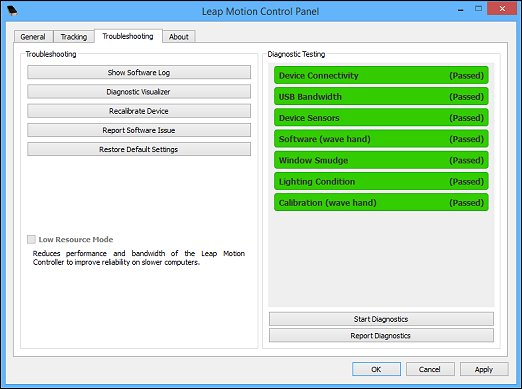 Leap Motion Control Panel
General
Tracking
Troubleshooting
About
Troubleshooting
Show Software Log
Diagnostic Visualizer
Recalibrate Device
Report Software Issue
Restore Default Settings
Low Resource Mode
Reduces performance and bandwidth of the Leap Motion
Controller to improve reliability on slower computers.
Diagnostic Testing
Device Connectivity (Passed)
USB Bandwidth (Passed)
Device Sensors (Passed)
Software (wave hand) (Passed)
Window Smudge (Passed)
Lighting Condition (Passed)
Calibration (wave hand) (Passed)
Start Diagnostics
Report Diagnostics
OK
Cancel
Apply